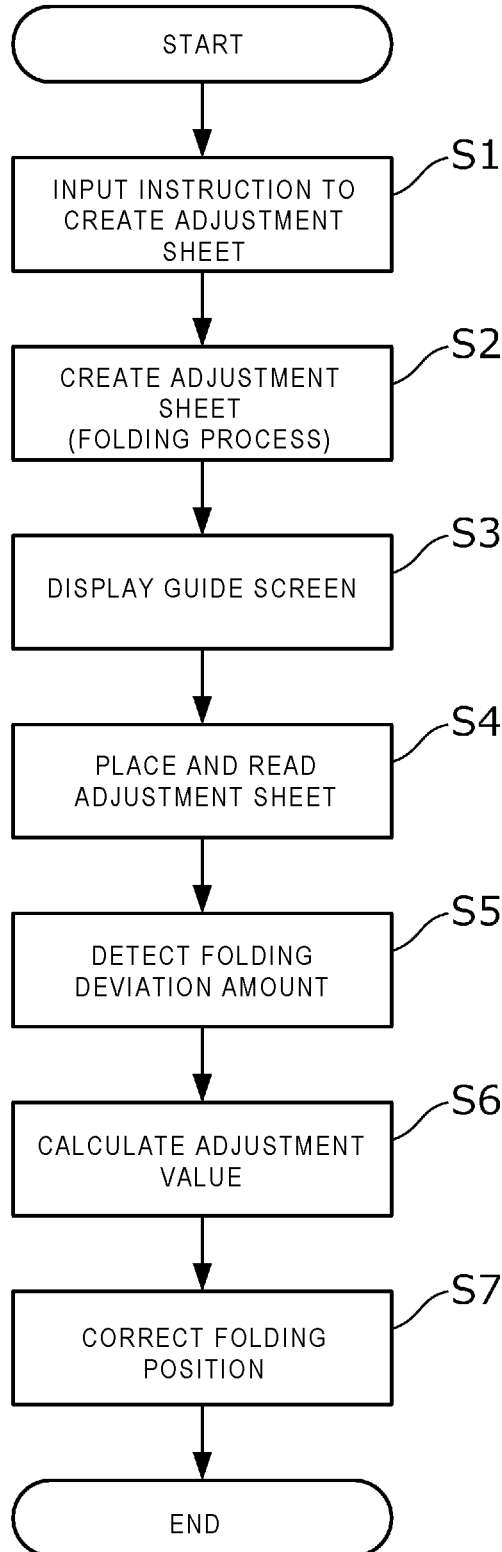 START
S1
INPUT INSTRUCTION TO
CREATE ADJUSTMENT
SHEET
S2
CREATE ADJUSTMENT
SHEET
(FOLDING PROCESS)
S3
DISPLAY GUIDE SCREEN
S4
PLACE AND READ
ADJUSTMENT SHEET
S5
DETECT FOLDING
DEVIATION AMOUNT
S6
CALCULATE ADJUSTMENT
VALUE
S7
CORRECT FOLDING
POSITION
END